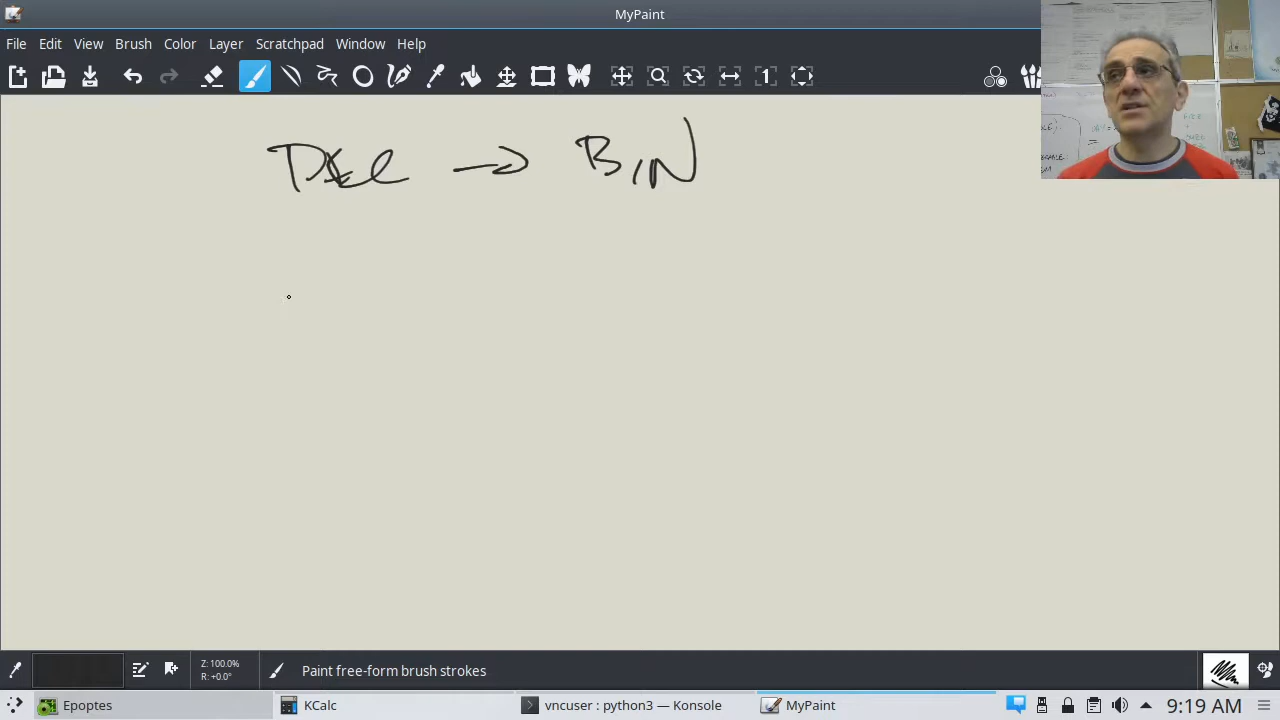 MyPaint
File Edit View Brush Color Layer Scratchpad Window Help
DEC → BIN
Z: 100.0%
R: +0.0°
Paint free-form brush strokes
Epoptes KCalc vncuser : python3 — Konsole MyPaint 9:19 AM